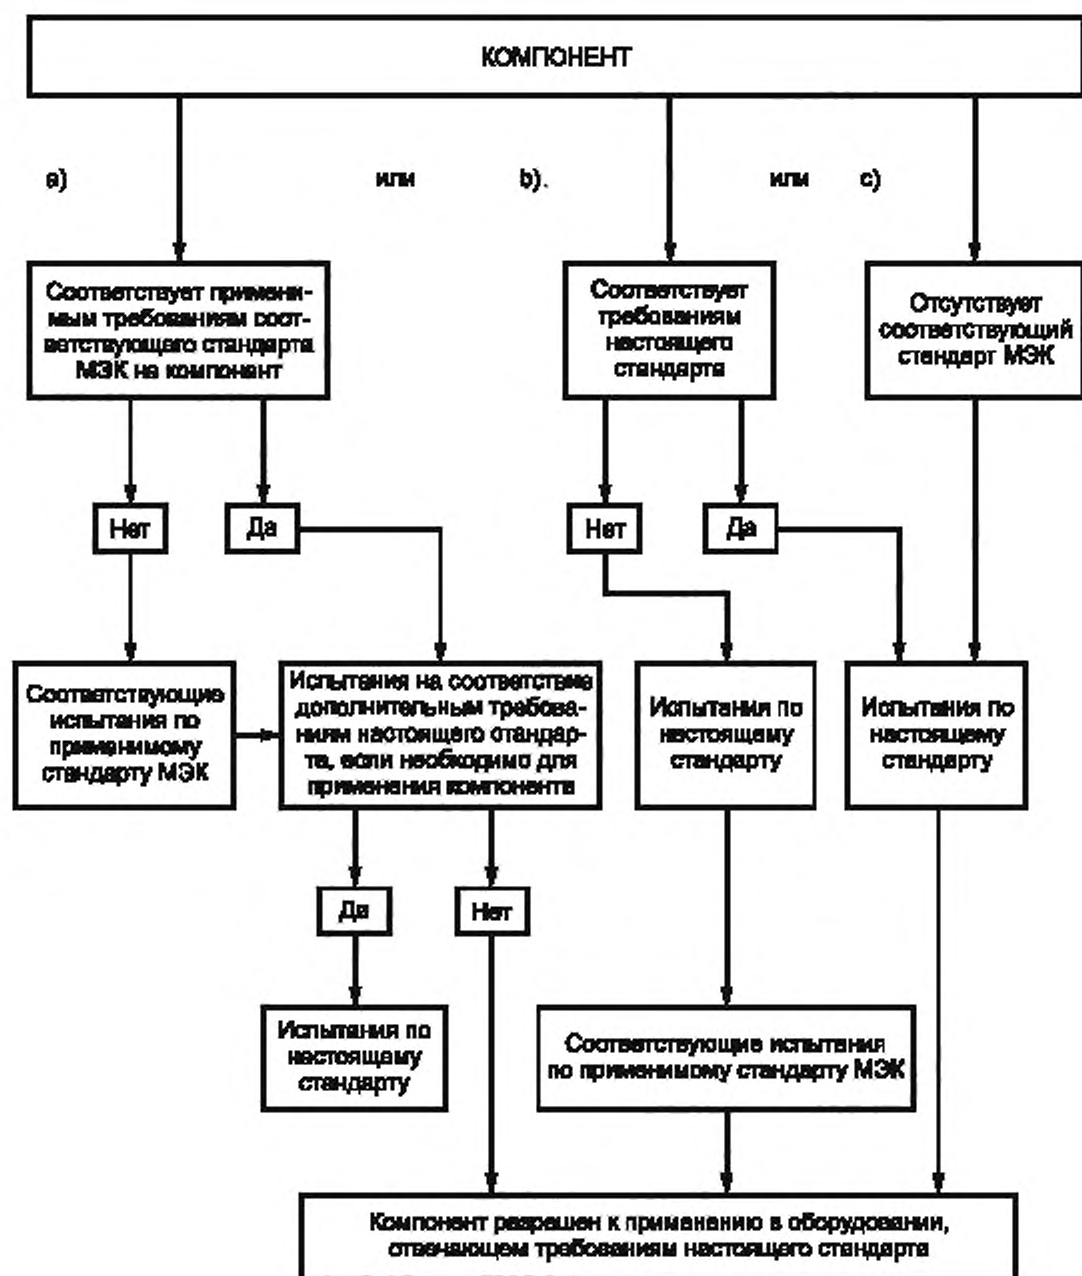 КОМПОНЕНТ
а)
или
b).
или
c)
Соответствует примени-
мым требованиям соот-
ветствующего стандарта
МЭК на компонент
Соответствует
требованиям
настоящего
стандарта
Отсутствует
соответствующий
стандарт МЭК
Нет
Да
Нет
Да
Соответствующие
испытания по
применимому
стандарту МЭК
Испытания на соответствие
дополнительным требова-
ниям настоящего стандар-
та, если необходимо для
применения компонента
Испытания по
настоящему
стандарту
Испытания по
настоящему
стандарту
Да
Нет
Испытания по
настоящему
стандарту
Соответствующие испытания
по применимому стандарту МЭК
Компонент разрешен к применению в оборудовании,
отвечающем требованиям настоящего стандарта